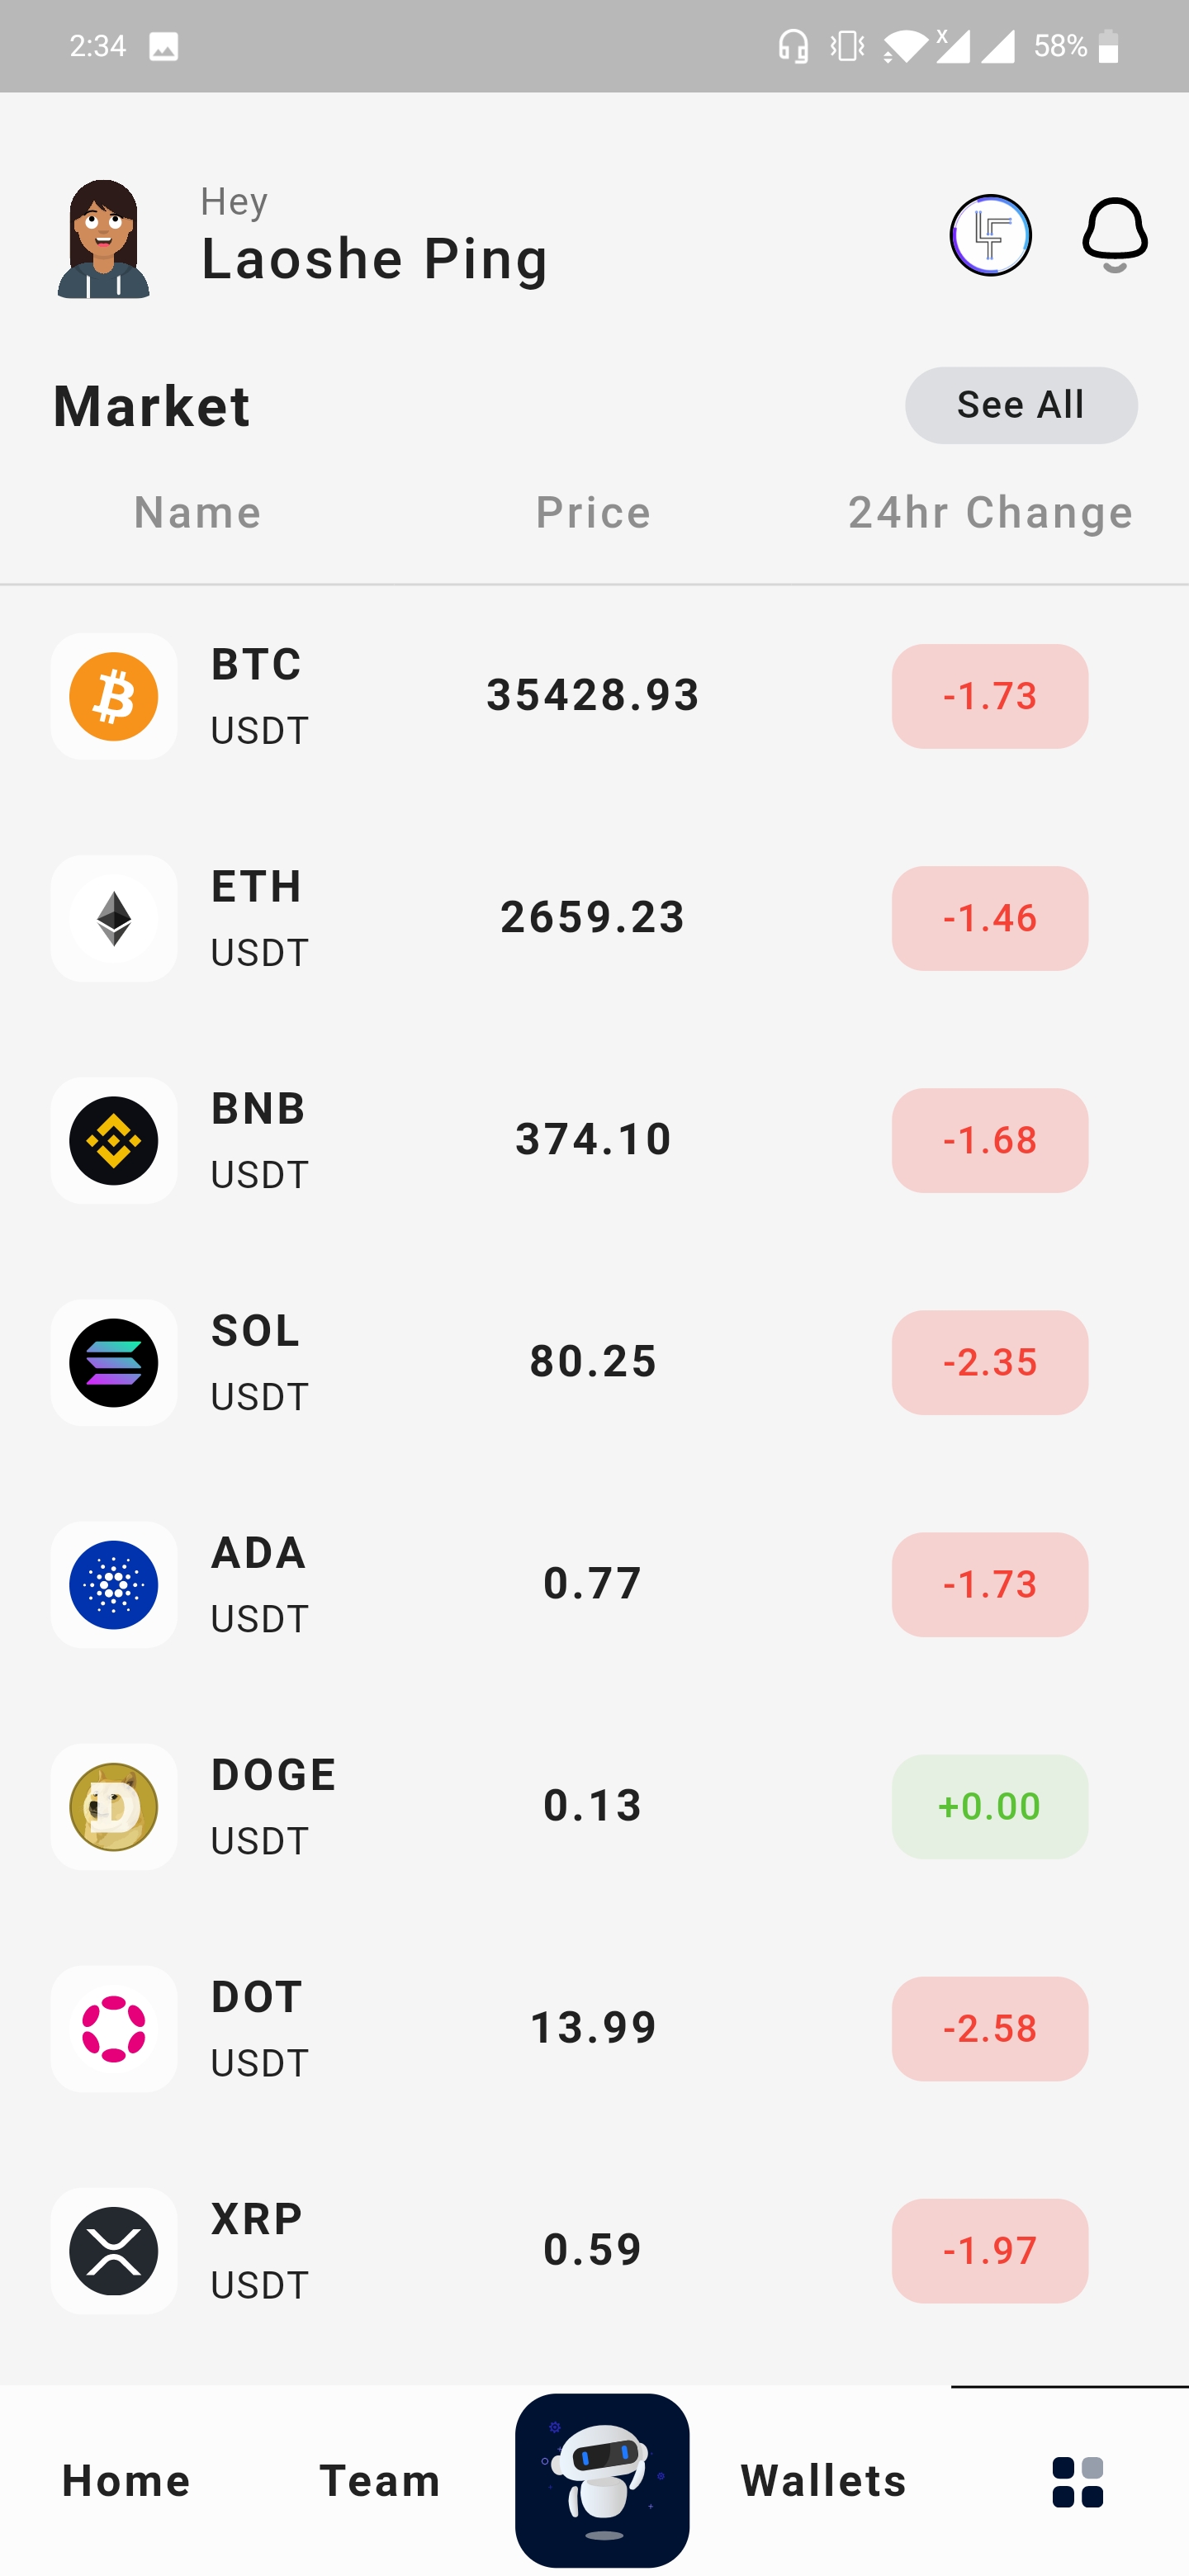 2:34 58%
Hey
Laoshe Ping
Market See All
Name Price 24hr Change
BTC
USDT
35428.93 -1.73
ETH
USDT
2659.23 -1.46
BNB
USDT
374.10 -1.68
SOL
USDT
80.25 -2.35
ADA
USDT
0.77 -1.73
DOGE
USDT
0.13 +0.00
DOT
USDT
13.99 -2.58
XRP
USDT
0.59 -1.97
Home Team Wallets